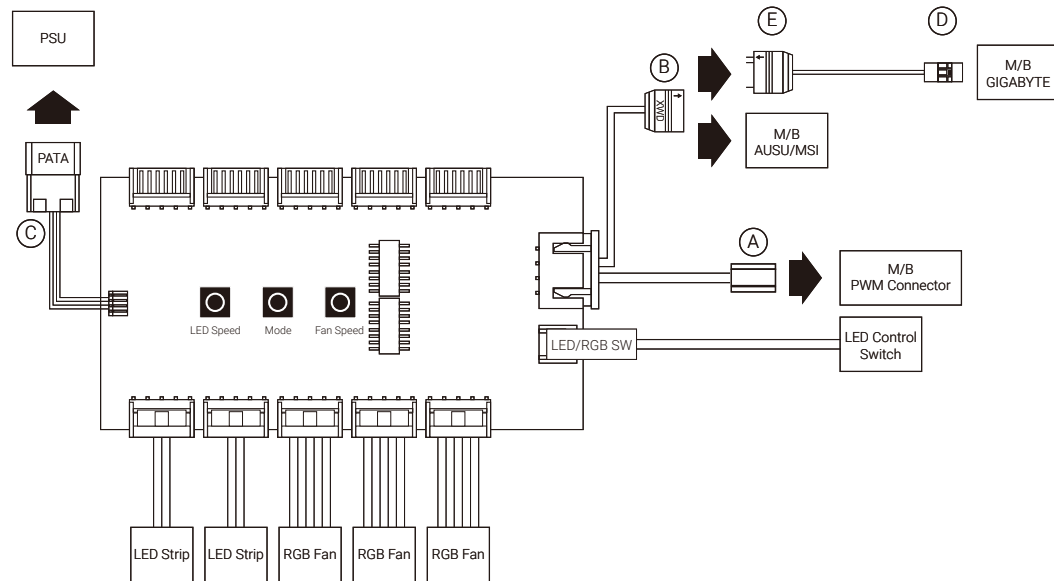 PSU
E
D
B
M/B
GIGABYTE
XWD
M/B
AUSU/MSI
PATA
C
A
M/B
PWM Connector
LED Speed
Mode
Fan Speed
LED/RGB SW
LED Control
Switch
LED Strip
LED Strip
RGB Fan
RGB Fan
RGB Fan